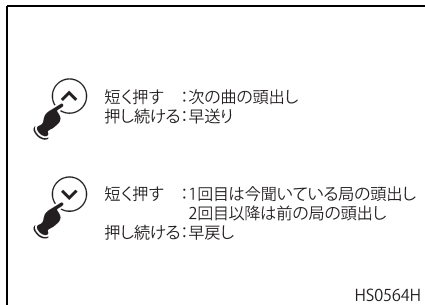 短く押す　：次の曲の頭出し
押し続ける：早送り
短く押す　：1回目は今聞いている局の頭出し
2回目以降は前の局の頭出し
押し続ける：早戻し
HS0564H